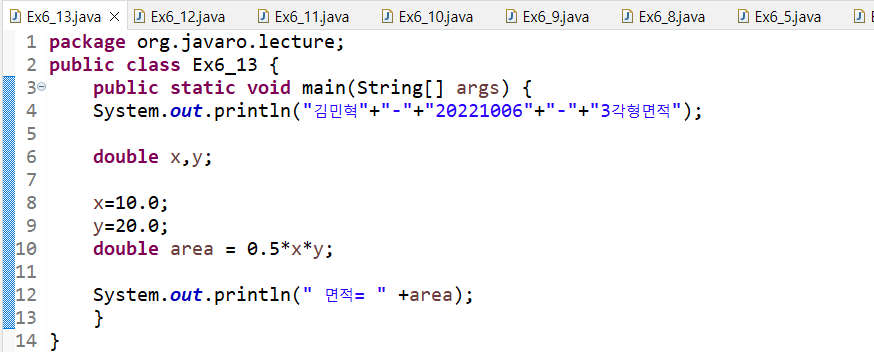 Ex6_13.java Ex6_12.java Ex6_11.java Ex6_10.java Ex6_9.java Ex6_8.java Ex6_5.java
1 package org.javaro.lecture;
2 public class Ex6_13 {
3 public static void main(String[] args) {
4 System.out.println("김민혁"+"-"+"20221006"+"-"+"3각형면적");
5
6 double x,y;
7
8 x=10.0;
9 y=20.0;
10 double area = 0.5*x*y;
11
12 System.out.println(" 면적= " +area);
13 }
14 }